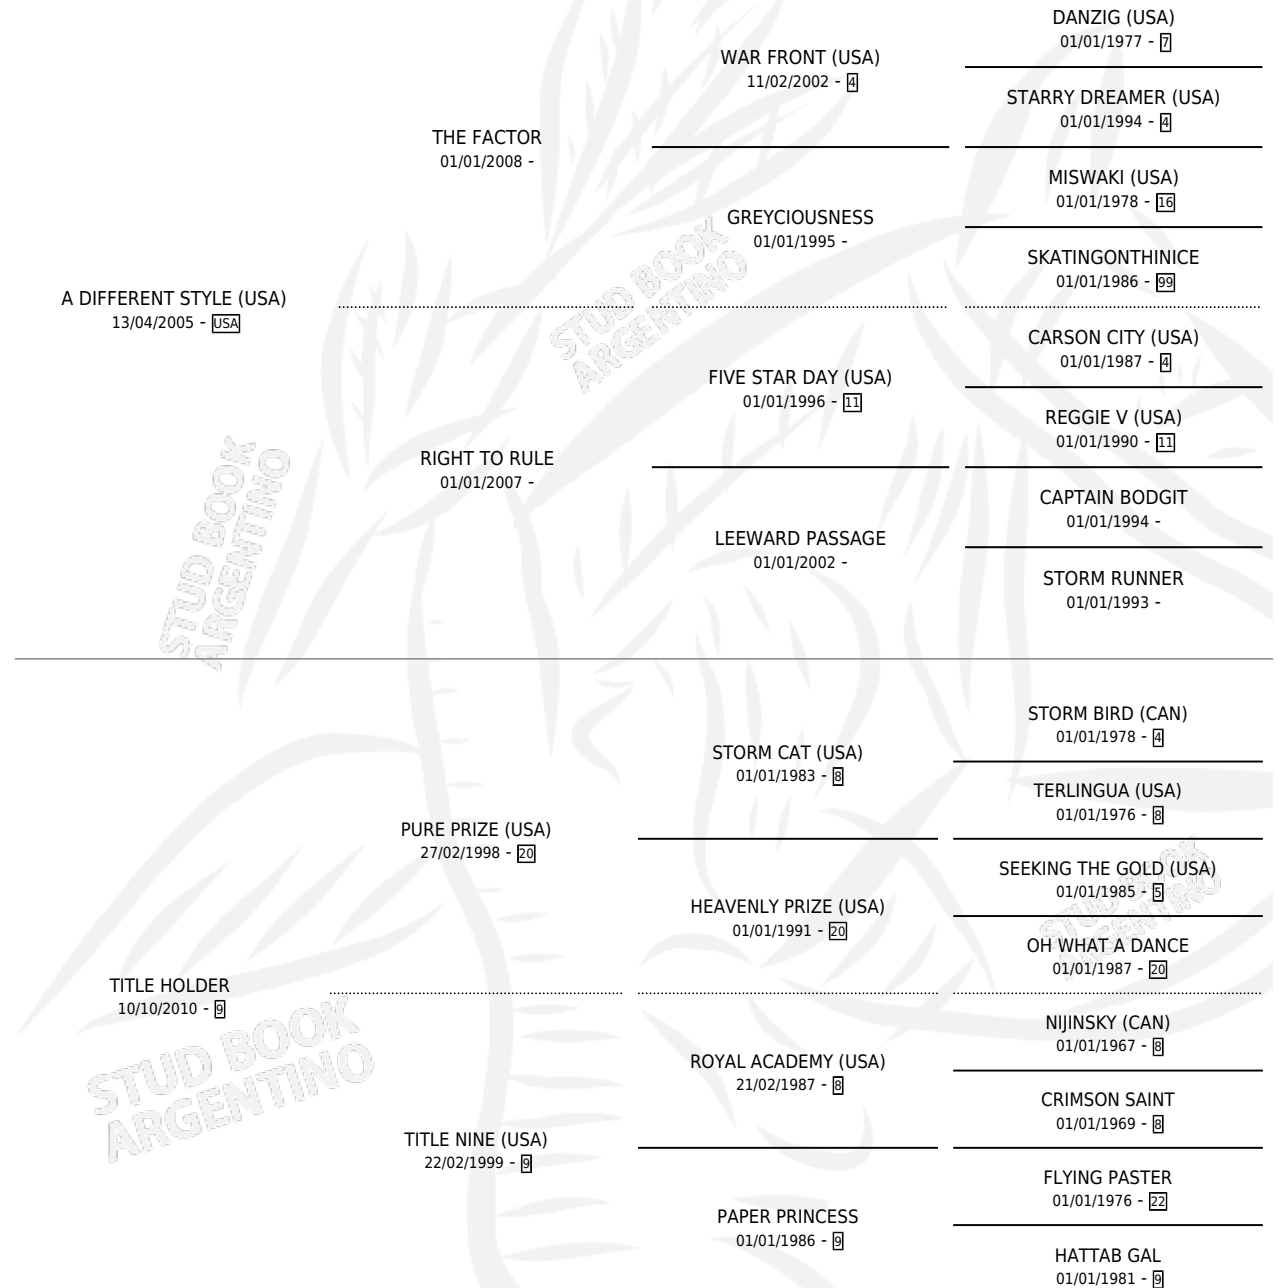 DANZIG (USA)
01/01/1977 - 7
WAR FRONT (USA)
11/02/2002 - 4
STARRY DREAMER (USA)
01/01/1994 - 4
THE FACTOR
01/01/2008 -
MISWAKI (USA)
01/01/1978 - 16
GREYCIOUSNESS
01/01/1995 -
SKATINGONTHINICE
01/01/1986 - 99
A DIFFERENT STYLE (USA)
13/04/2005 - USA
CARSON CITY (USA)
01/01/1987 - 4
FIVE STAR DAY (USA)
01/01/1996 - 11
REGGIE V (USA)
01/01/1990 - 11
RIGHT TO RULE
01/01/2007 -
CAPTAIN BODGIT
01/01/1994 -
LEEWARD PASSAGE
01/01/2002 -
STORM RUNNER
01/01/1993 -
STORM BIRD (CAN)
01/01/1978 - 4
STORM CAT (USA)
01/01/1983 - 8
TERLINGUA (USA)
01/01/1976 - 8
PURE PRIZE (USA)
27/02/1998 - 20
SEEKING THE GOLD (USA)
01/01/1985 - 5
HEAVENLY PRIZE (USA)
01/01/1991 - 20
OH WHAT A DANCE
01/01/1987 - 20
TITLE HOLDER
10/10/2010 - 9
NIJINSKY (CAN)
01/01/1967 - 8
ROYAL ACADEMY (USA)
21/02/1987 - 8
CRIMSON SAINT
01/01/1969 - 8
TITLE NINE (USA)
22/02/1999 - 9
FLYING PASTER
01/01/1976 - 22
PAPER PRINCESS
01/01/1986 - 9
HATTAB GAL
01/01/1981 - 9
STUD BOOK
ARGENTINO
STUD BOOK
ARGENTINO
STUD BOOK
ARGENTINO
STUD BOOK
ARGENTINO